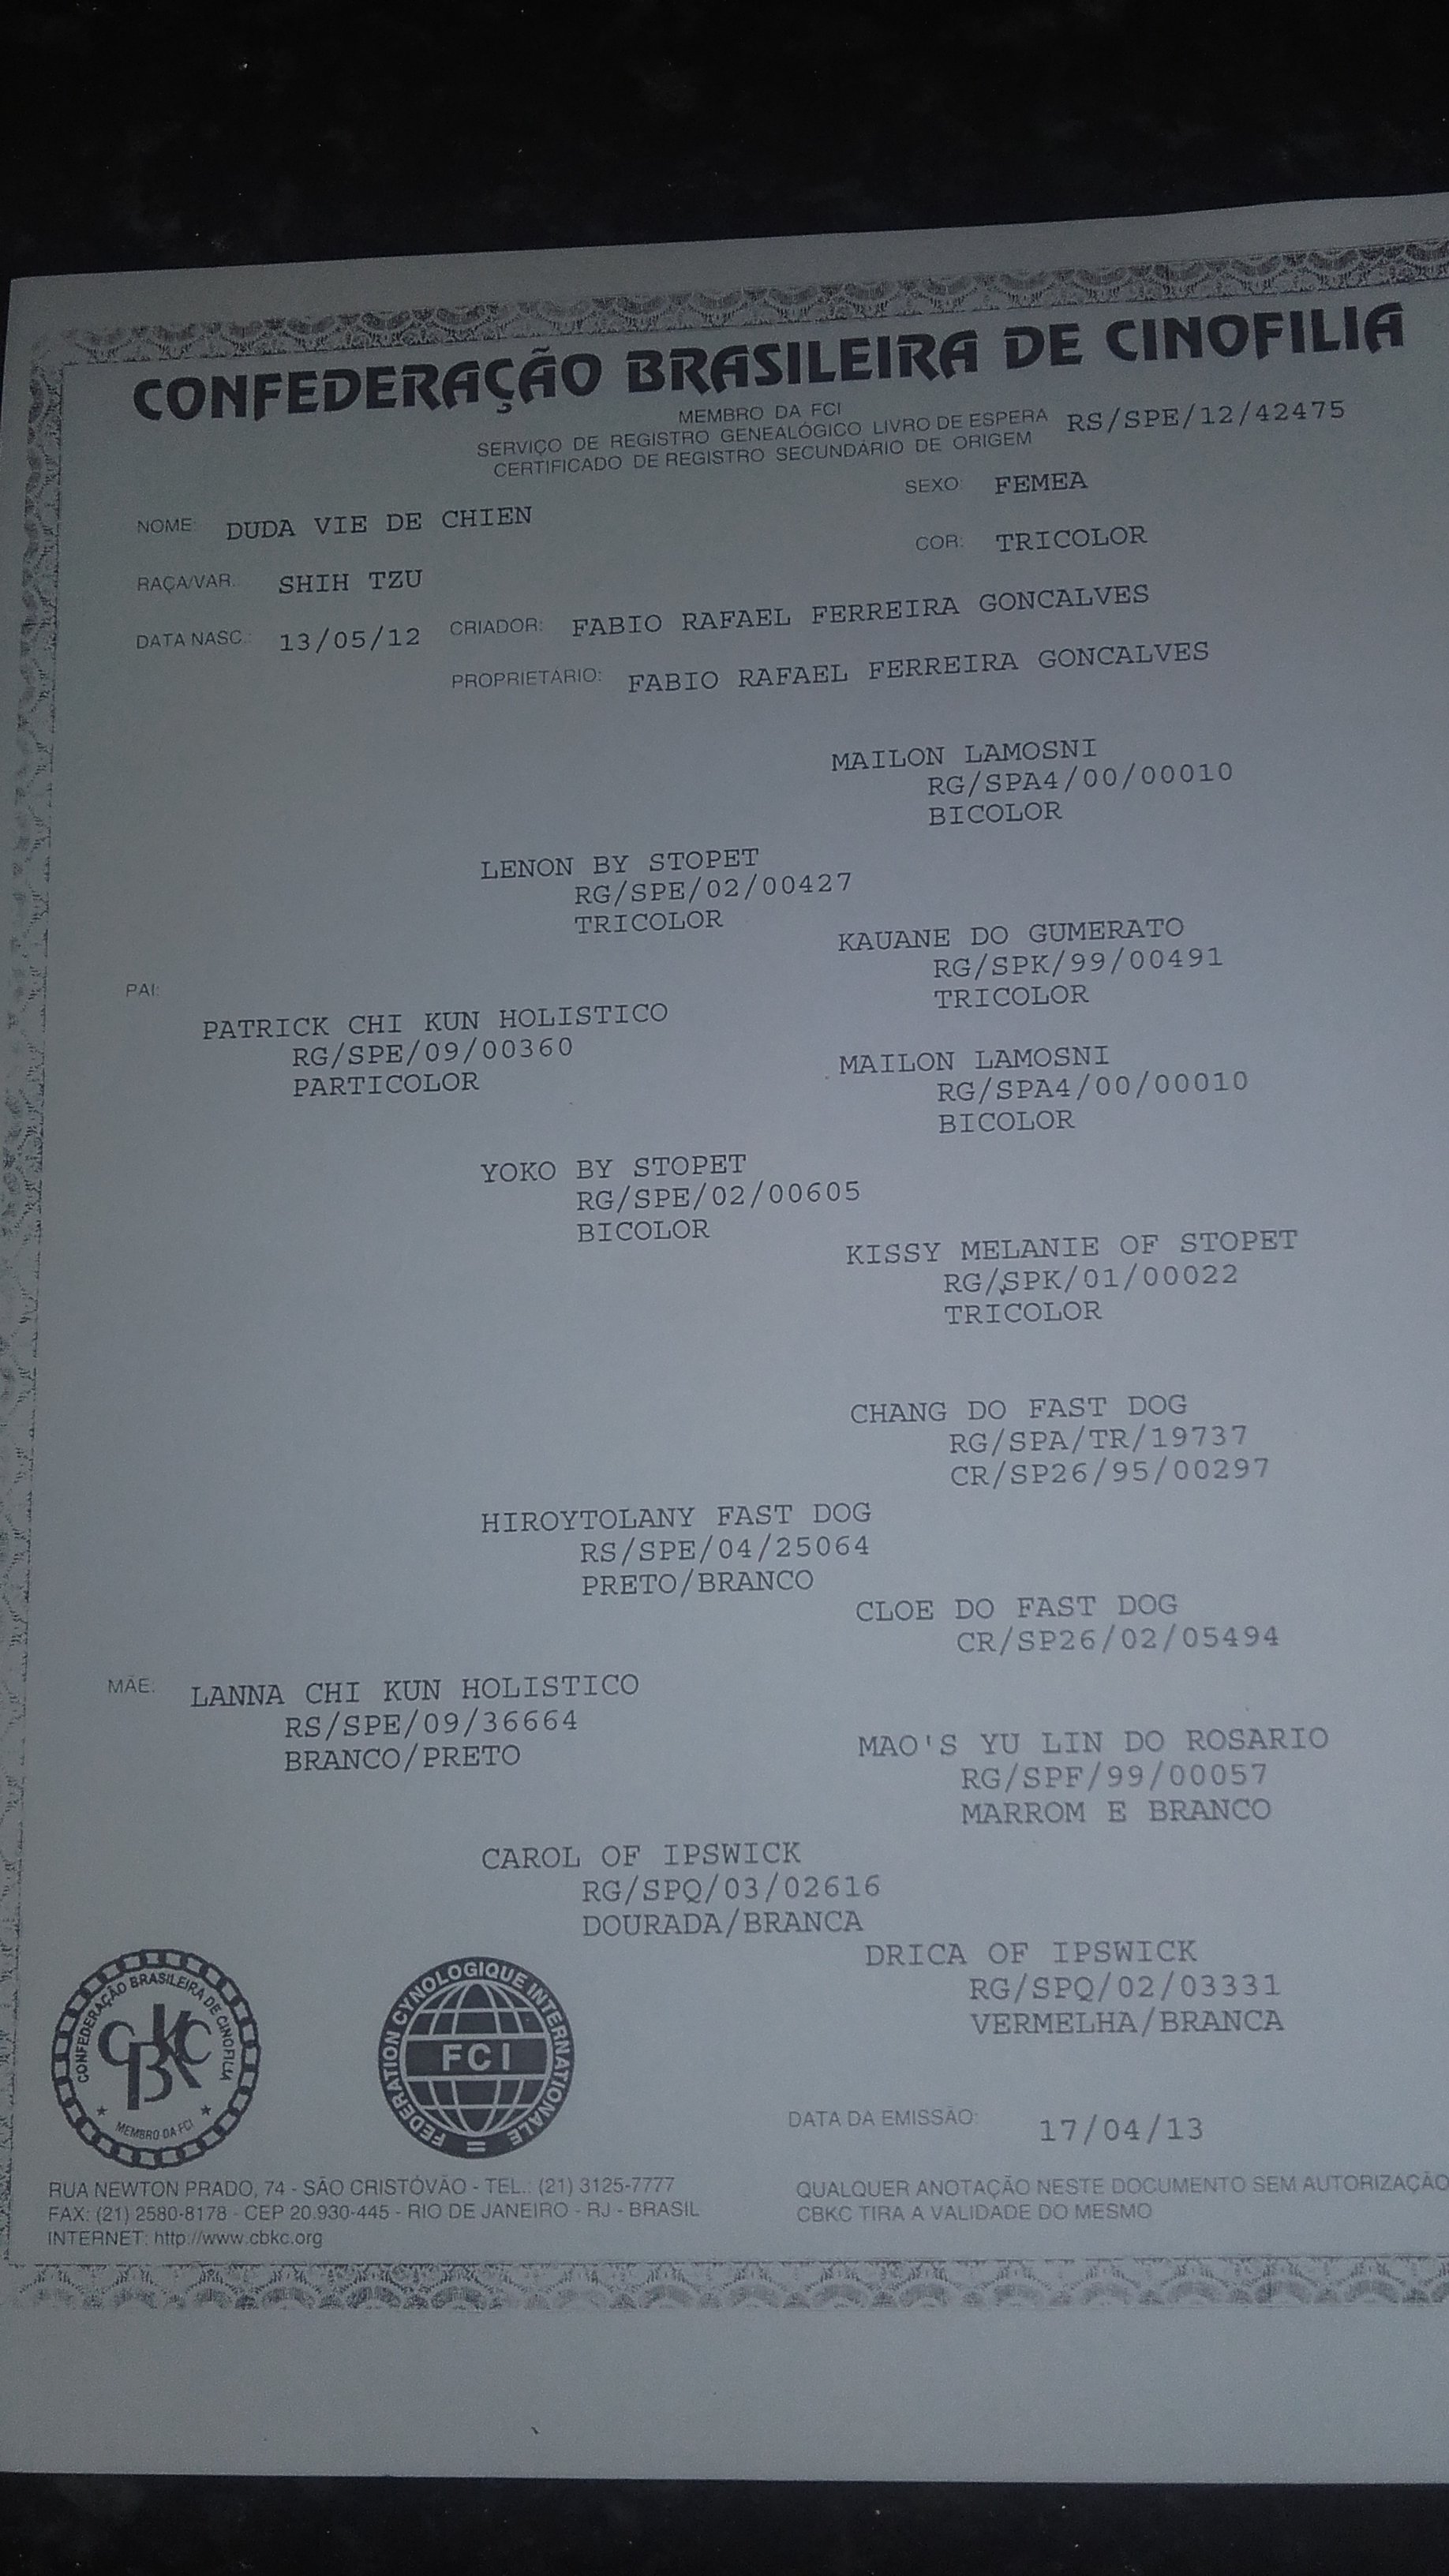 CONFEDERAÇÃO BRASILEIRA DE CINOFILIA
MEMBRO DA FCI
SERVIÇO DE REGISTRO GENEALÓGICO LIVRO DE ESPERA RS/SPE/12/42475
CERTIFICADO DE REGISTRO SECUNDÁRIO DE ORIGEM
SEXO: FEMEA
NOME: DUDA VIE DE CHIEN
COR: TRICOLOR
RAÇA/VAR.: SHIH TZU
DATA NASC.: 13/05/12 CRIADOR: FABIO RAFAEL FERREIRA GONCALVES
PROPRIETÁRIO: FABIO RAFAEL FERREIRA GONCALVES
MAILON LAMOSNI
RG/SPA4/00/00010
BICOLOR
LENON BY STOPET
RG/SPE/02/00427
TRICOLOR
KAUANE DO GUMERATO
RG/SPK/99/00491
TRICOLOR
PAI:
PATRICK CHI KUN HOLISTICO
RG/SPE/09/00360
PARTICOLOR
MAILON LAMOSNI
RG/SPA4/00/00010
BICOLOR
YOKO BY STOPET
RG/SPE/02/00605
BICOLOR
KISSY MELANIE OF STOPET
RG/SPK/01/00022
TRICOLOR
CHANG DO FAST DOG
RG/SPA/TR/19737
CR/SP26/95/00297
HIROYTOLANY FAST DOG
RS/SPE/04/25064
PRETO/BRANCO
CLOE DO FAST DOG
CR/SP26/02/05494
MÃE: LANNA CHI KUN HOLISTICO
RS/SPE/09/36664
BRANCO/PRETO
MAO'S YU LIN DO ROSARIO
RG/SPF/99/00057
MARROM E BRANCO
CAROL OF IPSWICK
RG/SPQ/03/02616
DOURADA/BRANCA
DRICA OF IPSWICK
RG/SPQ/02/03331
VERMELHA/BRANCA
CONFEDERAÇÃO BRASILEIRA DE CINOFILIA
CBKC
MEMBRO DA FCI
FEDERATION CYNOLOGIQUE INTERNATIONALE
FCI
DATA DA EMISSÃO: 17/04/13
RUA NEWTON PRADO, 74 - SÃO CRISTÓVÃO - TEL.: (21) 3125-7777
FAX: (21) 2580-8178 - CEP 20.930-445 - RIO DE JANEIRO - RJ - BRASIL
INTERNET: http://www.cbkc.org
QUALQUER ANOTAÇÃO NESTE DOCUMENTO SEM AUTORIZAÇÃO
CBKC TIRA A VALIDADE DO MESMO